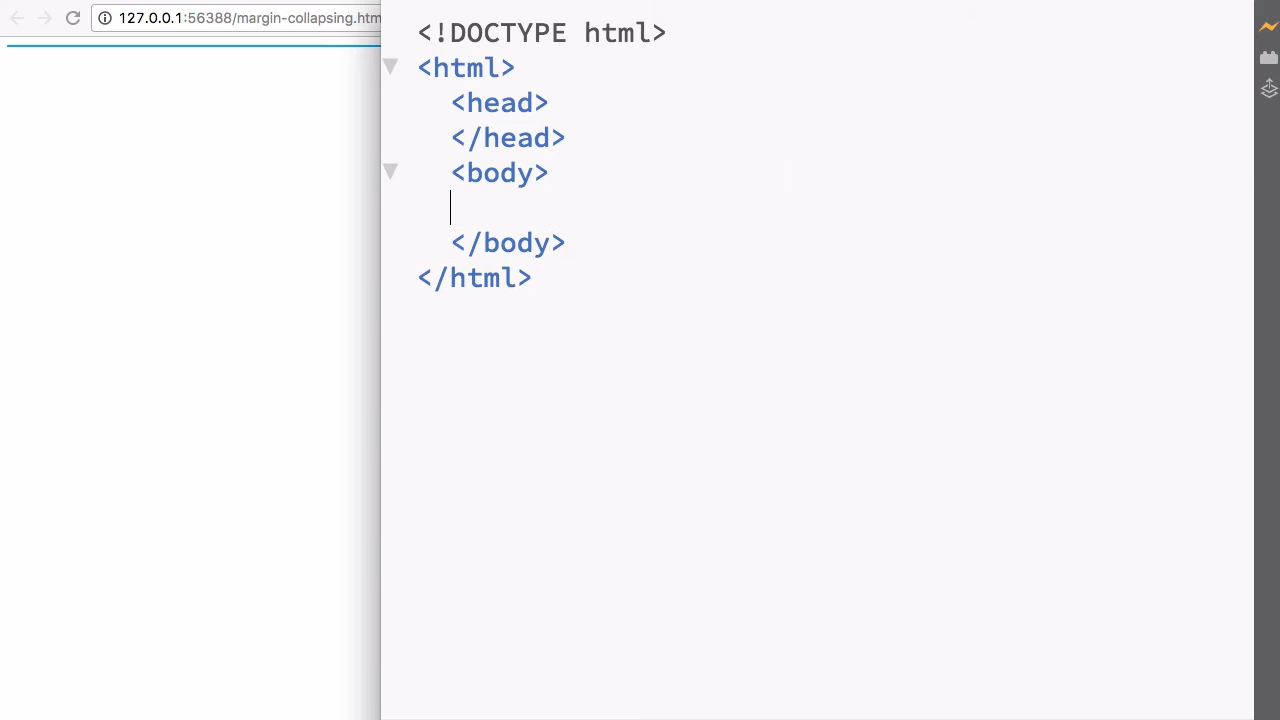 127.0.0.1:56388/margin-collapsing.htm
<!DOCTYPE html>
<html>
<head>
</head>
<body>
</body>
</html>